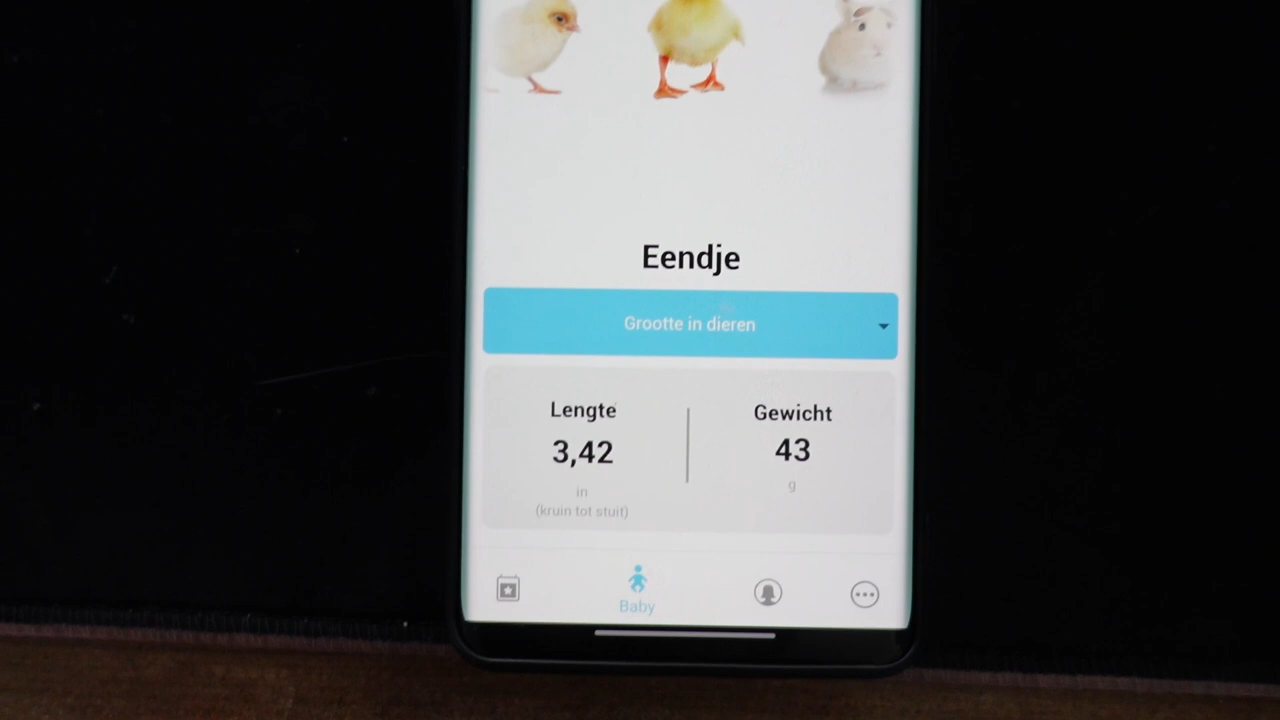 Eendje
Grootte in dieren
Lengte
3,42
in
(kruin tot stuit)
Gewicht
43
g
Baby